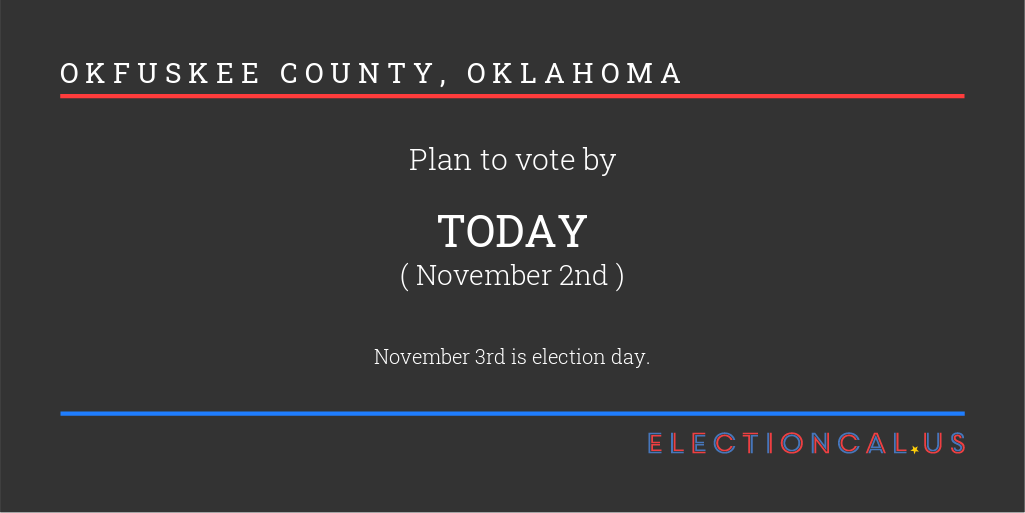 OKFUSKEE COUNTY, OKLAHOMA
Plan to vote by
TODAY
( November 2nd )
November 3rd is election day.
ELECTIONCAL.US